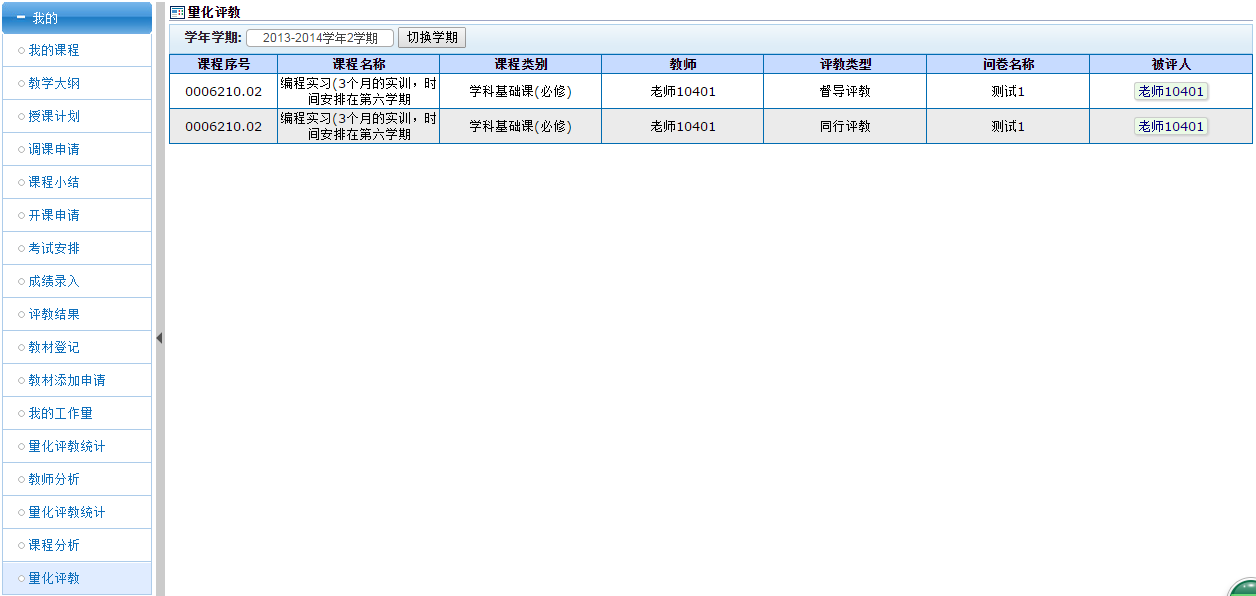 我的
我的课程
教学大纲
授课计划
调课申请
课程小结
开课申请
考试安排
成绩录入
评教结果
教材登记
教材添加申请
我的工作量
量化评教统计
教师分析
量化评教统计
课程分析
量化评教
量化评教
学年学期: 2013-2014学年2学期 切换学期
课程序号 课程名称 课程类别 教师 评教类型 问卷名称 被评人
0006210.02 编程实习(3个月的实训，时
间安排在第六学期 学科基础课(必修) 老师10401 督导评教 测试1 老师10401
0006210.02 编程实习(3个月的实训，时
间安排在第六学期 学科基础课(必修) 老师10401 同行评教 测试1 老师10401